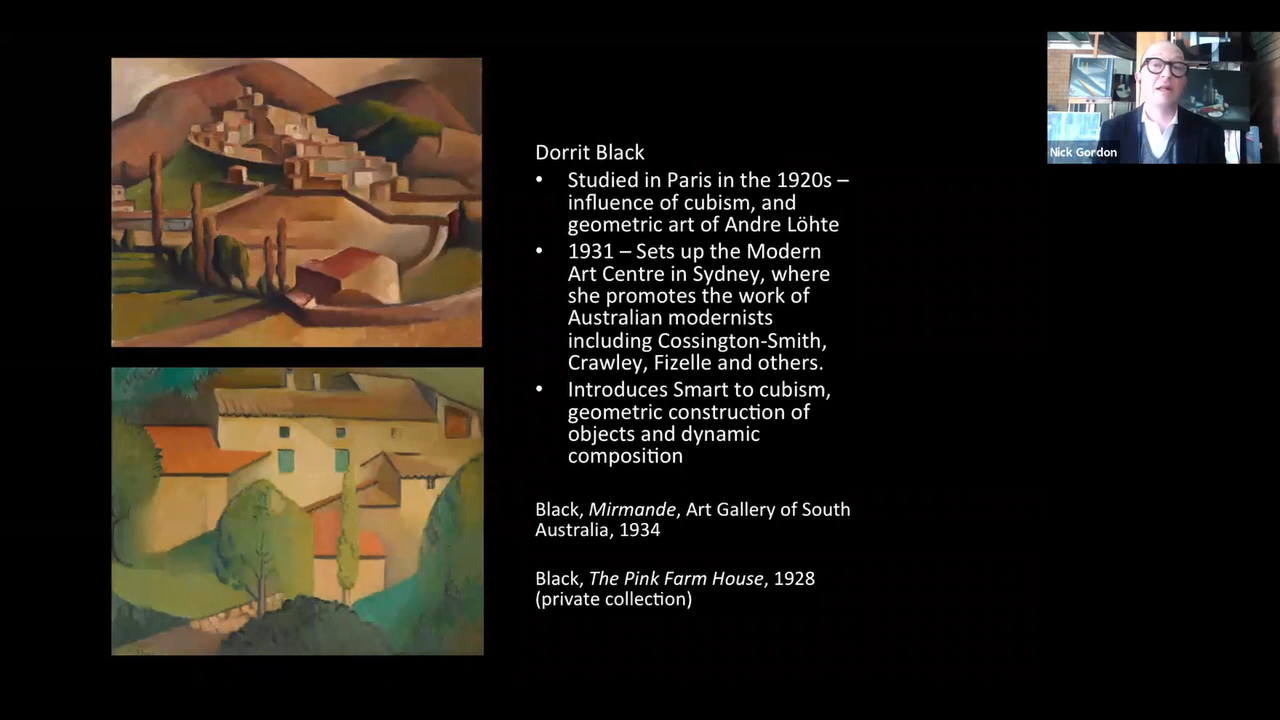 Dorrit Black
• Studied in Paris in the 1920s –
influence of cubism, and
geometric art of Andre Löhte
• 1931 – Sets up the Modern
Art Centre in Sydney, where
she promotes the work of
Australian modernists
including Cossington-Smith,
Crawley, Fizelle and others.
• Introduces Smart to cubism,
geometric construction of
objects and dynamic
composition
Black, Mirmande, Art Gallery of South
Australia, 1934
Black, The Pink Farm House, 1928
(private collection)
Nick Gordon